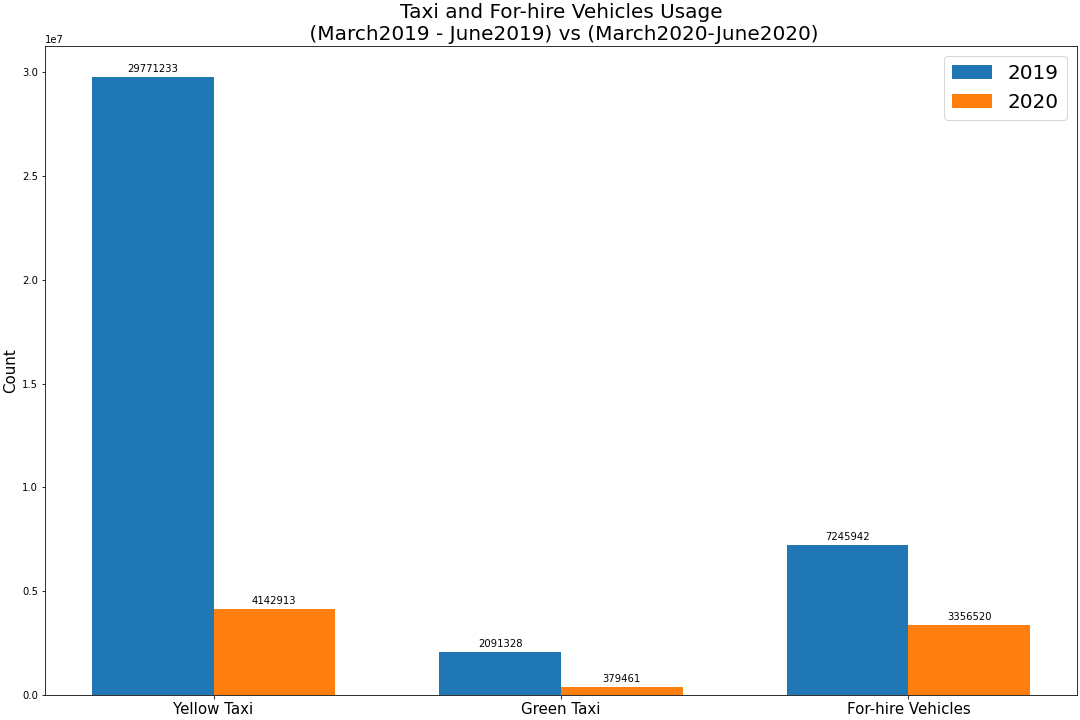 Taxi and For-hire Vehicles Usage
(March2019 - June2019) vs (March2020-June2020)
1e7
3.0
2.5
2.0
1.5
1.0
0.5
0.0
Count
29771233
4142913
2091328
379461
7245942
3356520
2019
2020
Yellow Taxi
Green Taxi
For-hire Vehicles